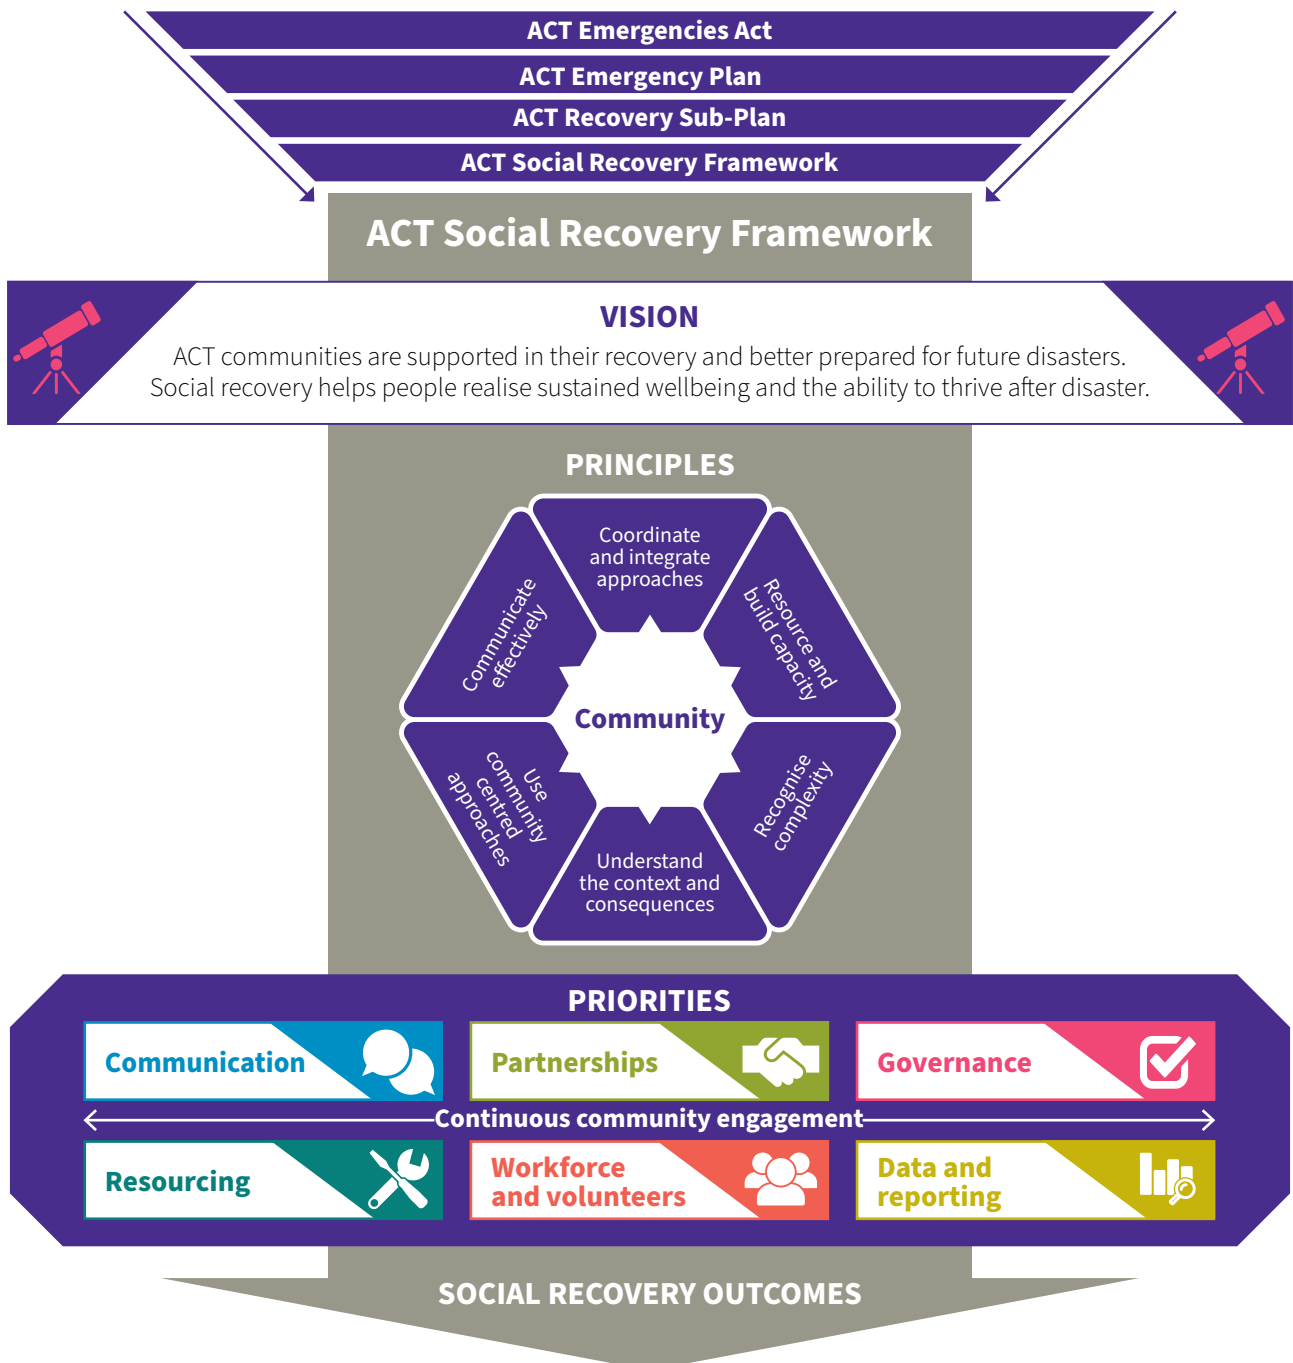 ACT Emergencies Act
ACT Emergency Plan
ACT Recovery Sub-Plan
ACT Social Recovery Framework
ACT Social Recovery Framework
VISION
ACT communities are supported in their recovery and better prepared for future disasters.
Social recovery helps people realise sustained wellbeing and the ability to thrive after disaster.
PRINCIPLES
Coordinate
and integrate
approaches
Resource and
build capacity
Recognise
complexity
Understand
the context and
consequences
Use
community
centred
approaches
Communicate
effectively
Community
PRIORITIES
Communication
Partnerships
Governance
Continuous community engagement
Resourcing
Workforce
and volunteers
Data and
reporting
SOCIAL RECOVERY OUTCOMES